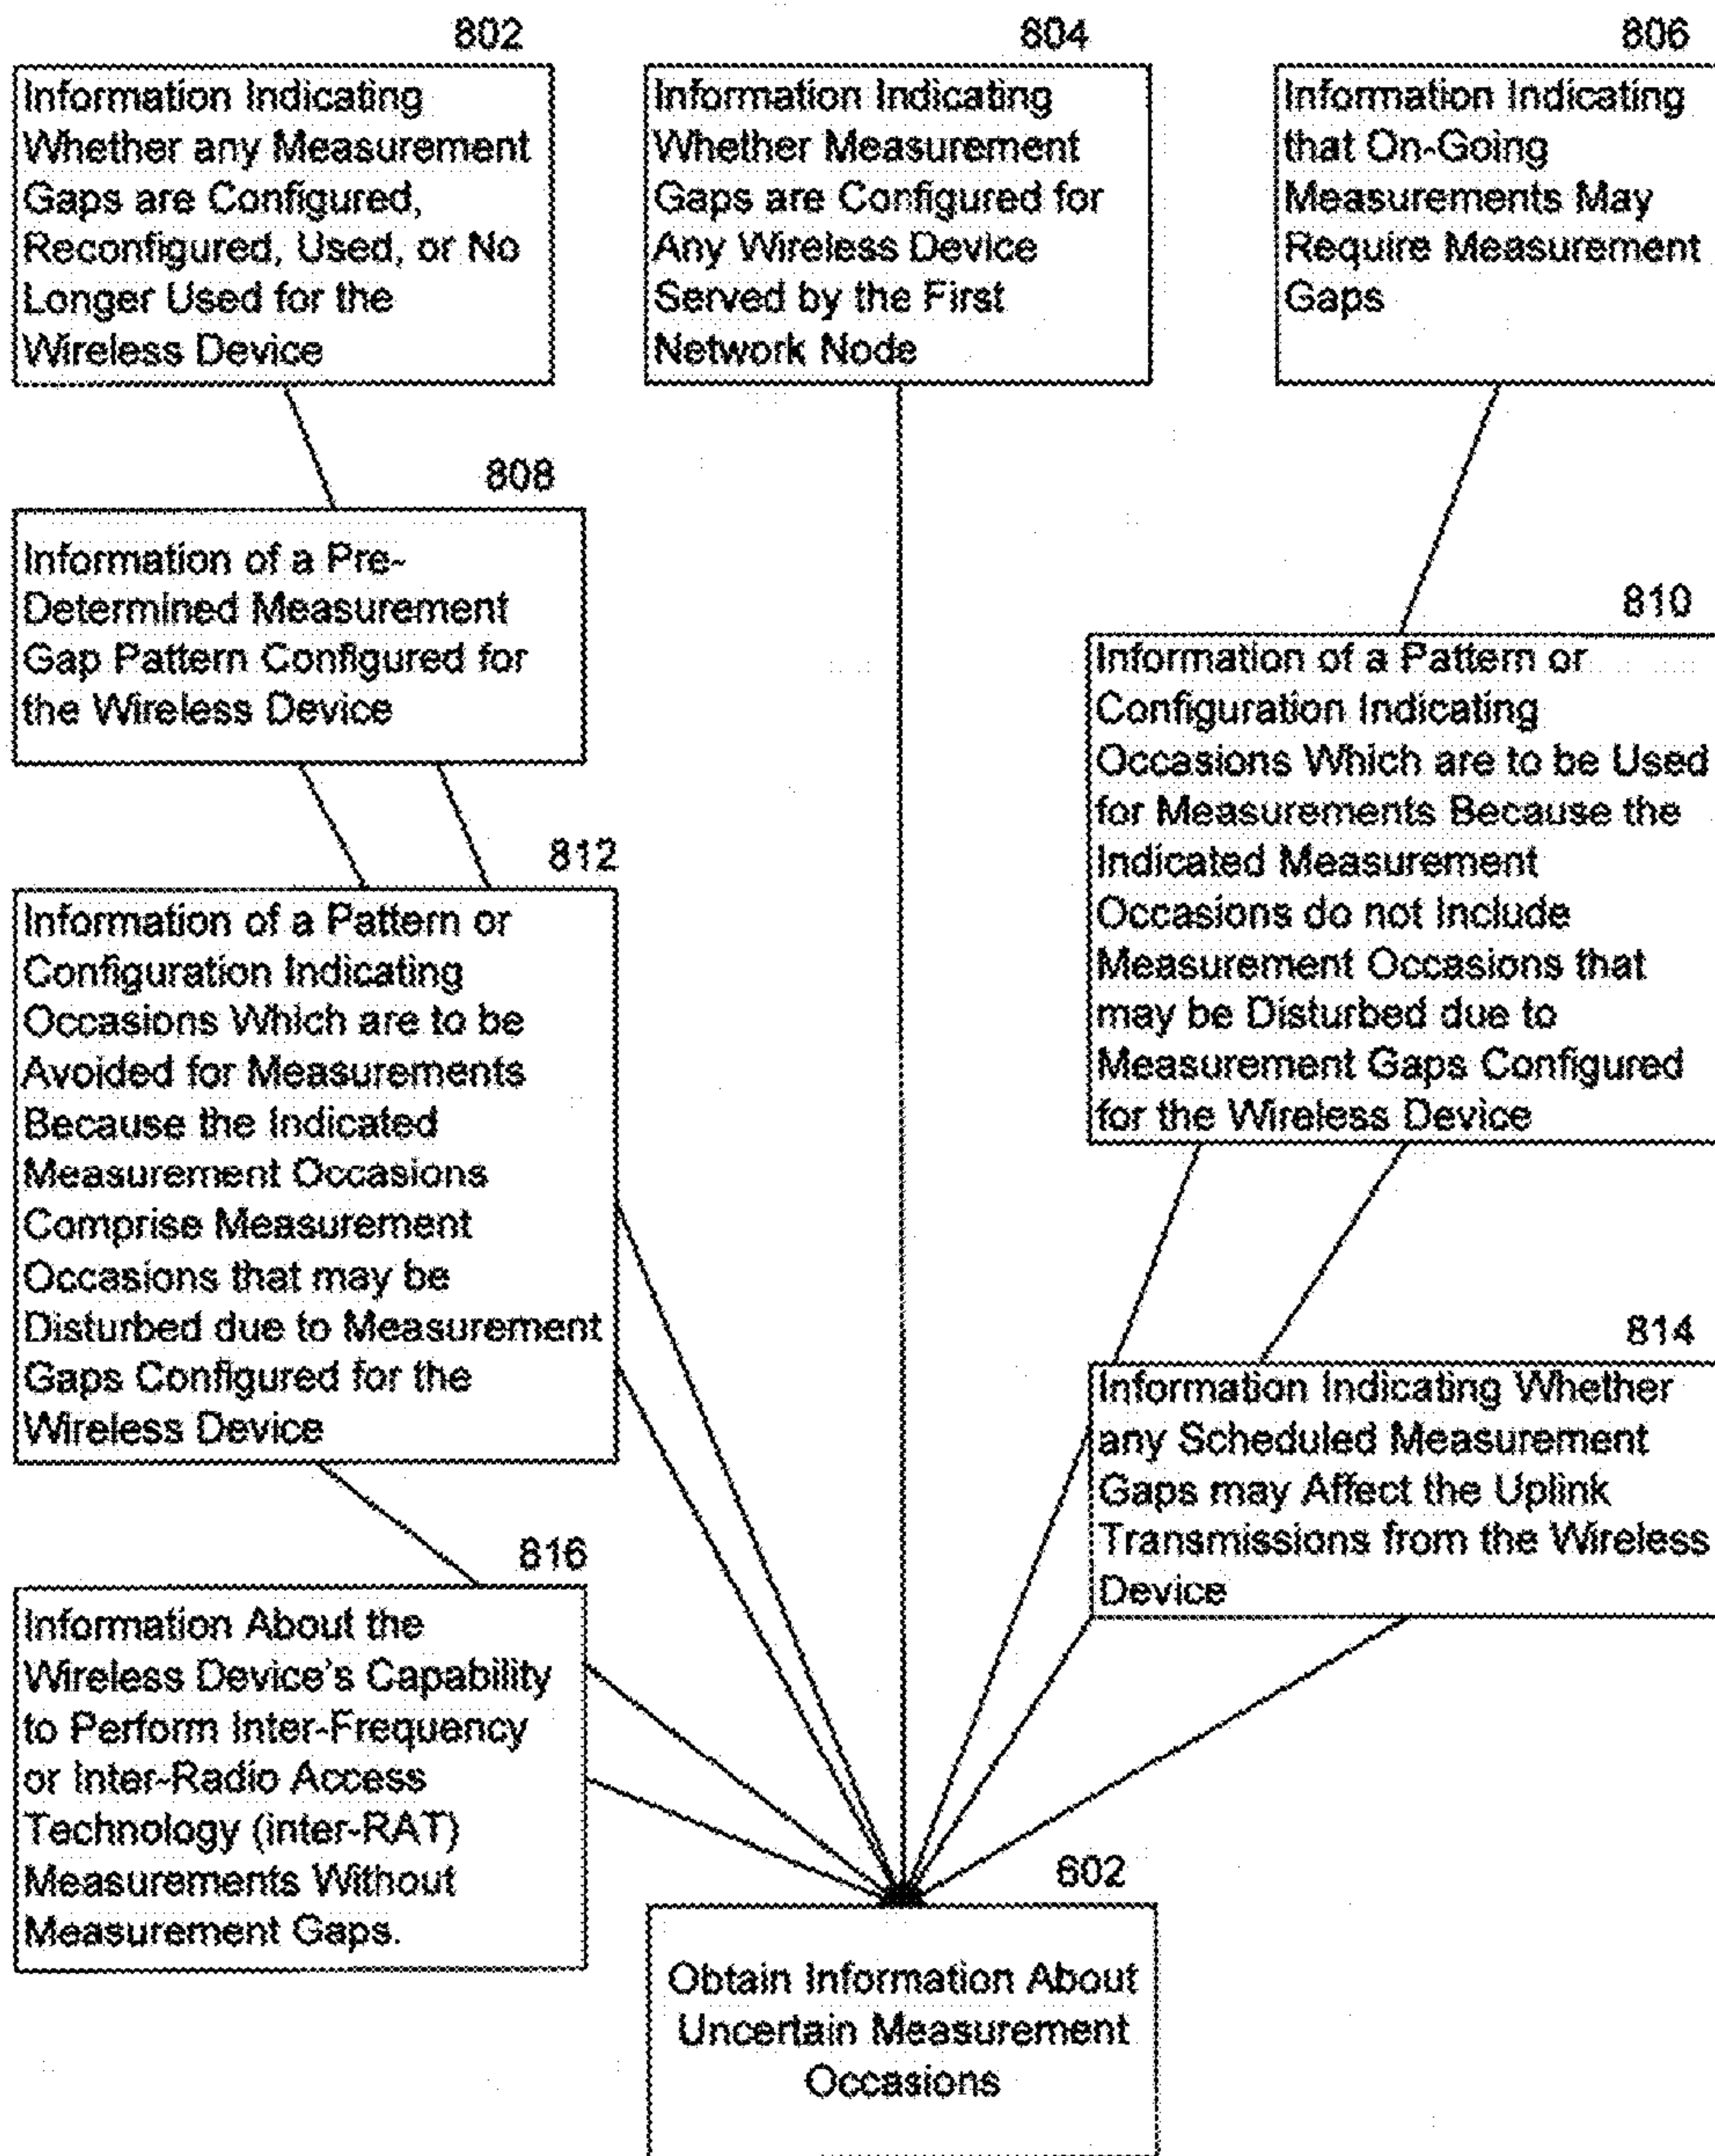 802
Information Indicating
Whether any Measurement
Gaps are Configured,
Reconfigured, Used, or No
Longer Used for the
Wireless Device
804
Information Indicating
Whether Measurement
Gaps are Configured for
Any Wireless Device
Served by the First
Network Node
806
Information Indicating
that On-Going
Measurements May
Require Measurement
Gaps
808
Information of a Pre-
Determined Measurement
Gap Pattern Configured for
the Wireless Device
810
Information of a Pattern or
Configuration Indicating
Occasions Which are to be Used
for Measurements Because the
Indicated Measurement
Occasions do not Include
Measurement Occasions that
may be Disturbed due to
Measurement Gaps Configured
for the Wireless Device
812
Information of a Pattern or
Configuration Indicating
Occasions Which are to be
Avoided for Measurements
Because the Indicated
Measurement Occasions
Comprise Measurement
Occasions that may be
Disturbed due to Measurement
Gaps Configured for the
Wireless Device
814
Information Indicating Whether
any Scheduled Measurement
Gaps may Affect the Uplink
Transmissions from the Wireless
Device
816
Information About the
Wireless Device's Capability
to Perform Inter-Frequency
or Inter-Radio Access
Technology (inter-RAT)
Measurements Without
Measurement Gaps.
602
Obtain Information About
Uncertain Measurement
Occasions